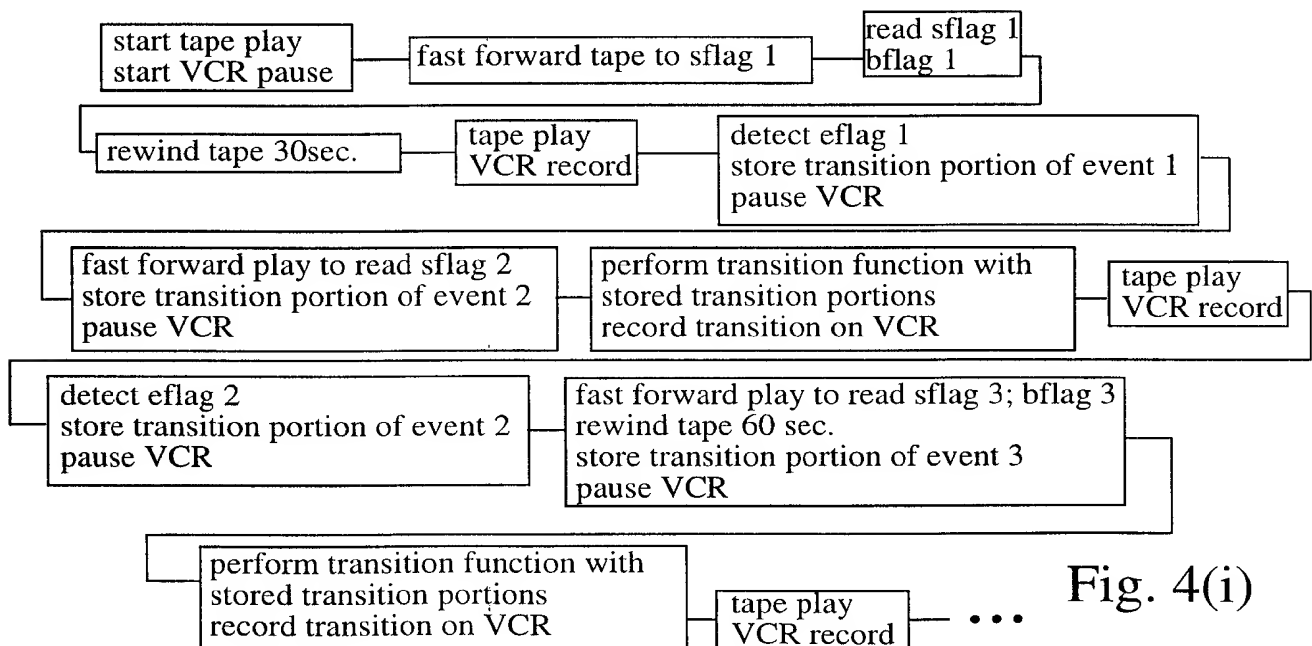 start tape play
start VCR pause
fast forward tape to sflag 1
read sflag 1
bflag 1
rewind tape 30sec.
tape play
VCR record
detect eflag 1
store transition portion of event 1
pause VCR
fast forward play to read sflag 2
store transition portion of event 2
pause VCR
perform transition function with
stored transition portions
record transition on VCR
tape play
VCR record
detect eflag 2
store transition portion of event 2
pause VCR
fast forward play to read sflag 3; bflag 3
rewind tape 60 sec.
store transition portion of event 3
pause VCR
perform transition function with
stored transition portions
record transition on VCR
tape play
VCR record
• • •
Fig. 4(i)